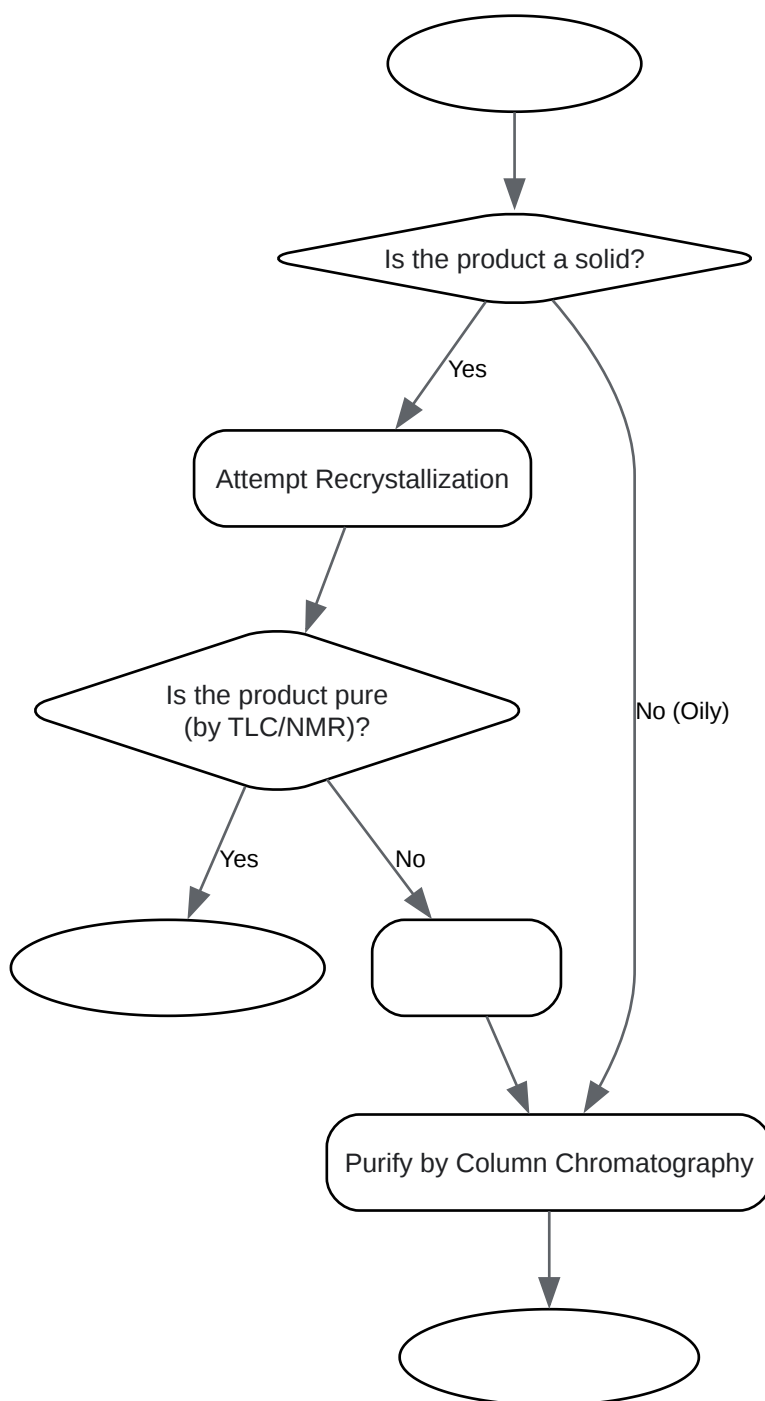 Is the product a solid?
Yes
Attempt Recrystallization
Is the product pure
(by TLC/NMR)?
No (Oily)
Yes
No
Purify by Column Chromatography